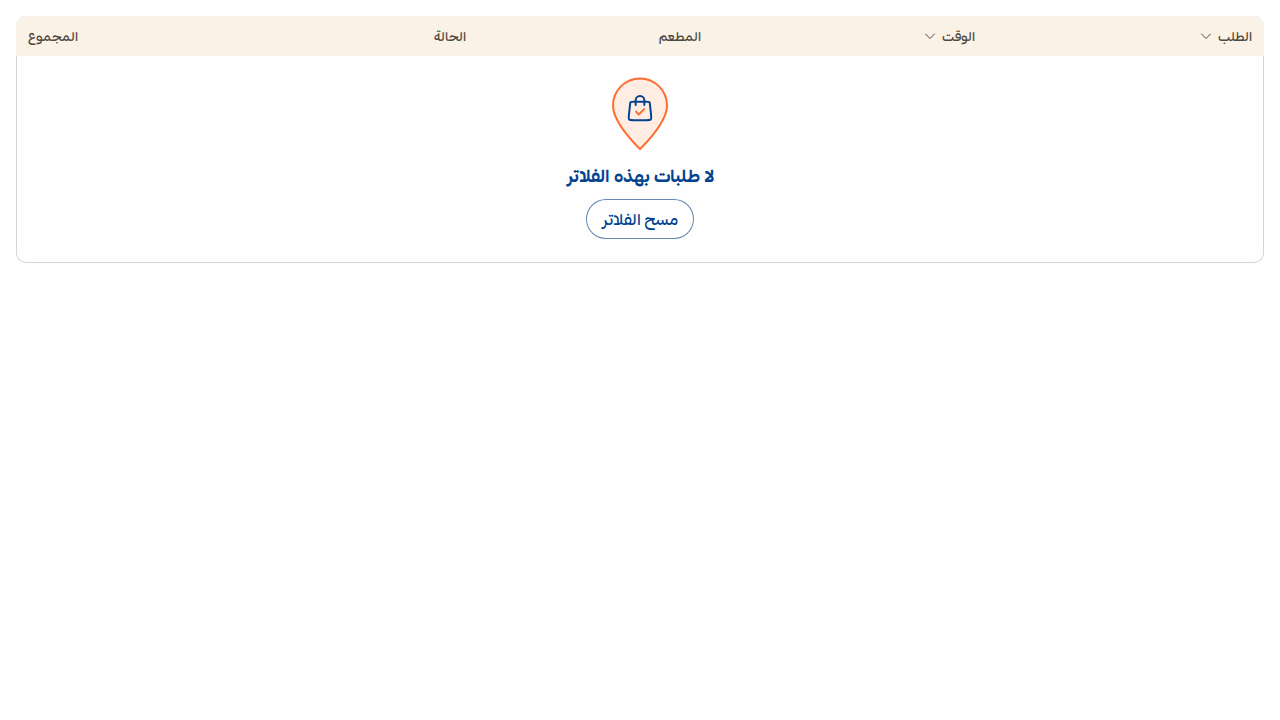 الطلب الوقت المطعم الحالة المجموع
لا طلبات بهذه الفلاتر
مسح الفلاتر